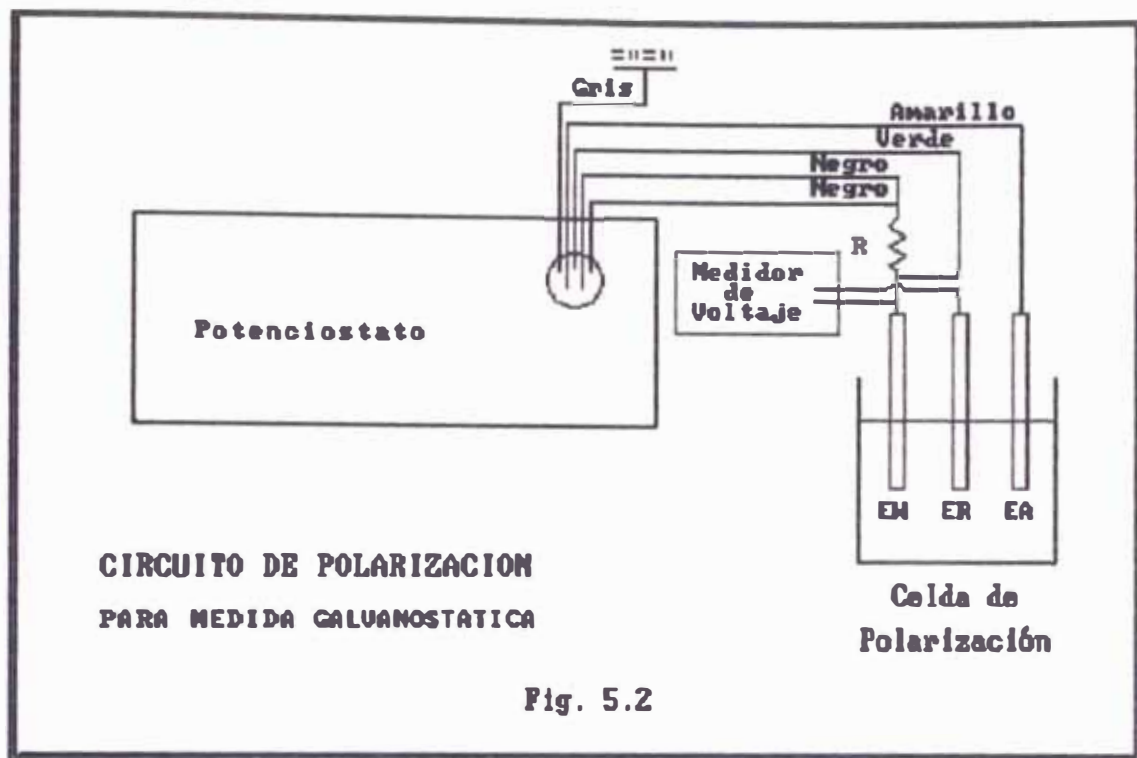 Gris
Amarillo
Verde
Negro
Negro
R
Medidor
de
Voltaje
Potenciostato
EW ER EA
CIRCUITO DE POLARIZACION
PARA MEDIDA GALVANOSTATICA
Celda de
Polarización
Fig. 5.2